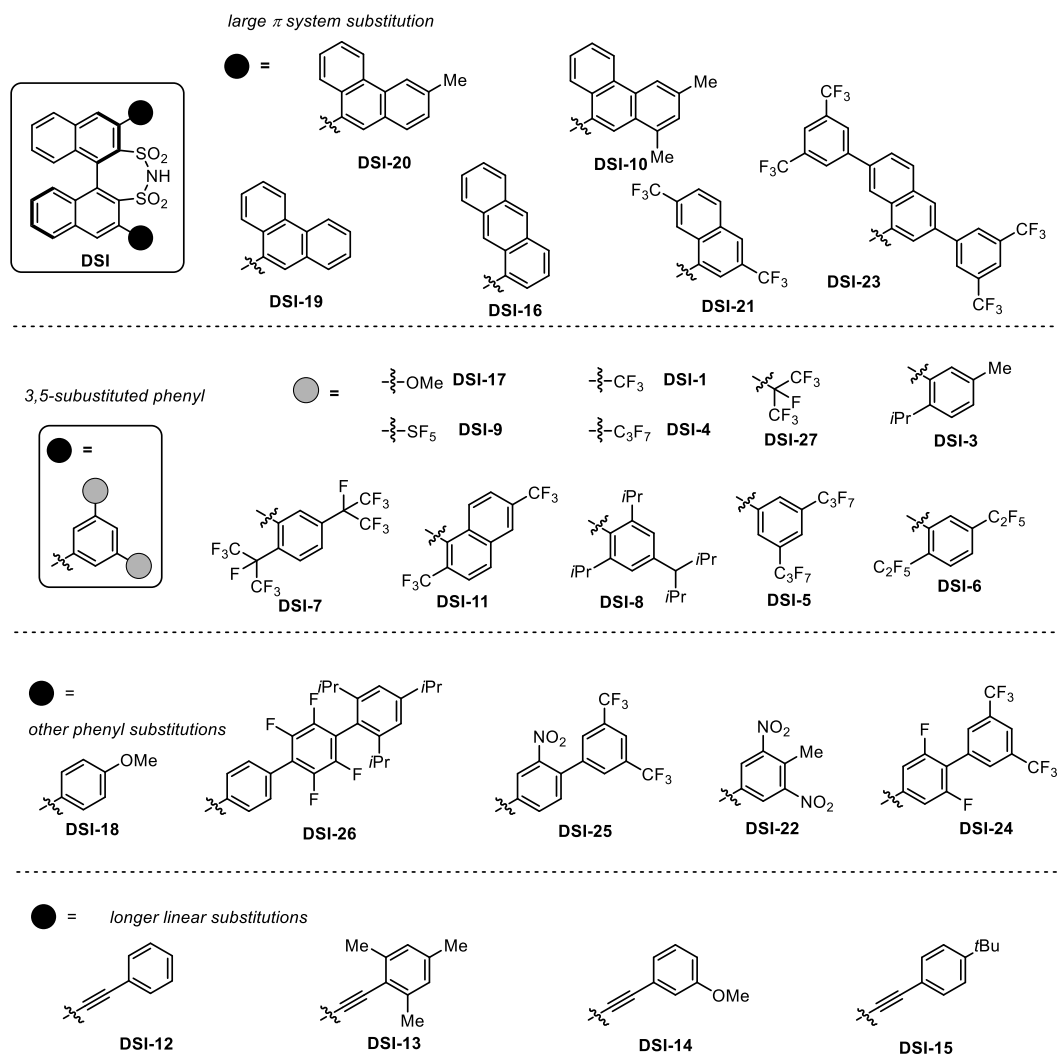 large π system substitution
=
Me
DSI-20
Me
Me
DSI-10
CF3
F3C
CF3
CF3
DSI-23
SO2
NH
SO2
DSI
DSI-19
DSI-16
F3C
CF3
DSI-21
3,5-subustituted phenyl
=
=
OMe DSI-17
CF3 DSI-1
CF3
F
CF3
DSI-27
Me
iPr
DSI-3
SF5 DSI-9
C3F7 DSI-4
F
CF3
CF3
F3C
F
CF3
DSI-7
CF3
F3C
DSI-11
iPr
iPr
iPr
iPr
DSI-8
C3F7
C3F7
DSI-5
C2F5
C2F5
DSI-6
=
other phenyl substitutions
OMe
DSI-18
iPr
iPr
F
F
F
F
iPr
DSI-26
CF3
NO2
CF3
DSI-25
NO2
Me
NO2
DSI-22
CF3
F
CF3
F
DSI-24
= longer linear substitutions
DSI-12
Me
Me
Me
DSI-13
OMe
DSI-14
tBu
DSI-15